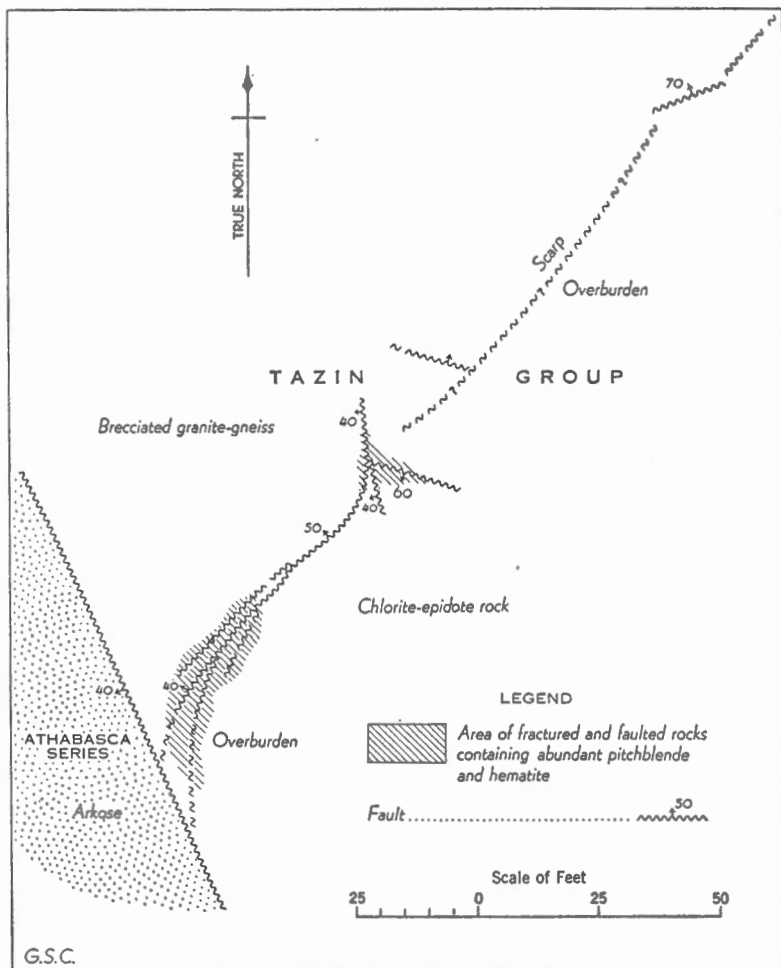 70
TRUE NORTH
Scarp
Overburden
TAZIN GROUP
40
Brecciated granite-gneiss
60
40
50
Chlorite-epidote rock
40
40
LEGEND
ATHABASCA
SERIES
Overburden
Area of fractured and faulted rocks
containing abundant pitchblende
and hematite
Arkose
Fault
50
Scale of Feet
25 0 25 50
G.S.C.